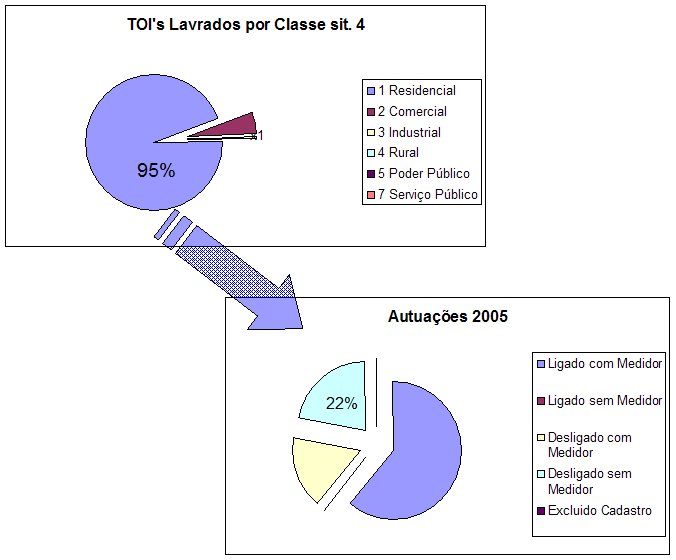 TOI's Lavrados por Classe sit. 4
95%
1
1 Residencial
2 Comercial
3 Industrial
4 Rural
5 Poder Público
7 Serviço Público
Autuações 2005
22%
Ligado com Medidor
Ligado sem Medidor
Desligado com
Medidor
Desligado sem
Medidor
Excluido Cadastro